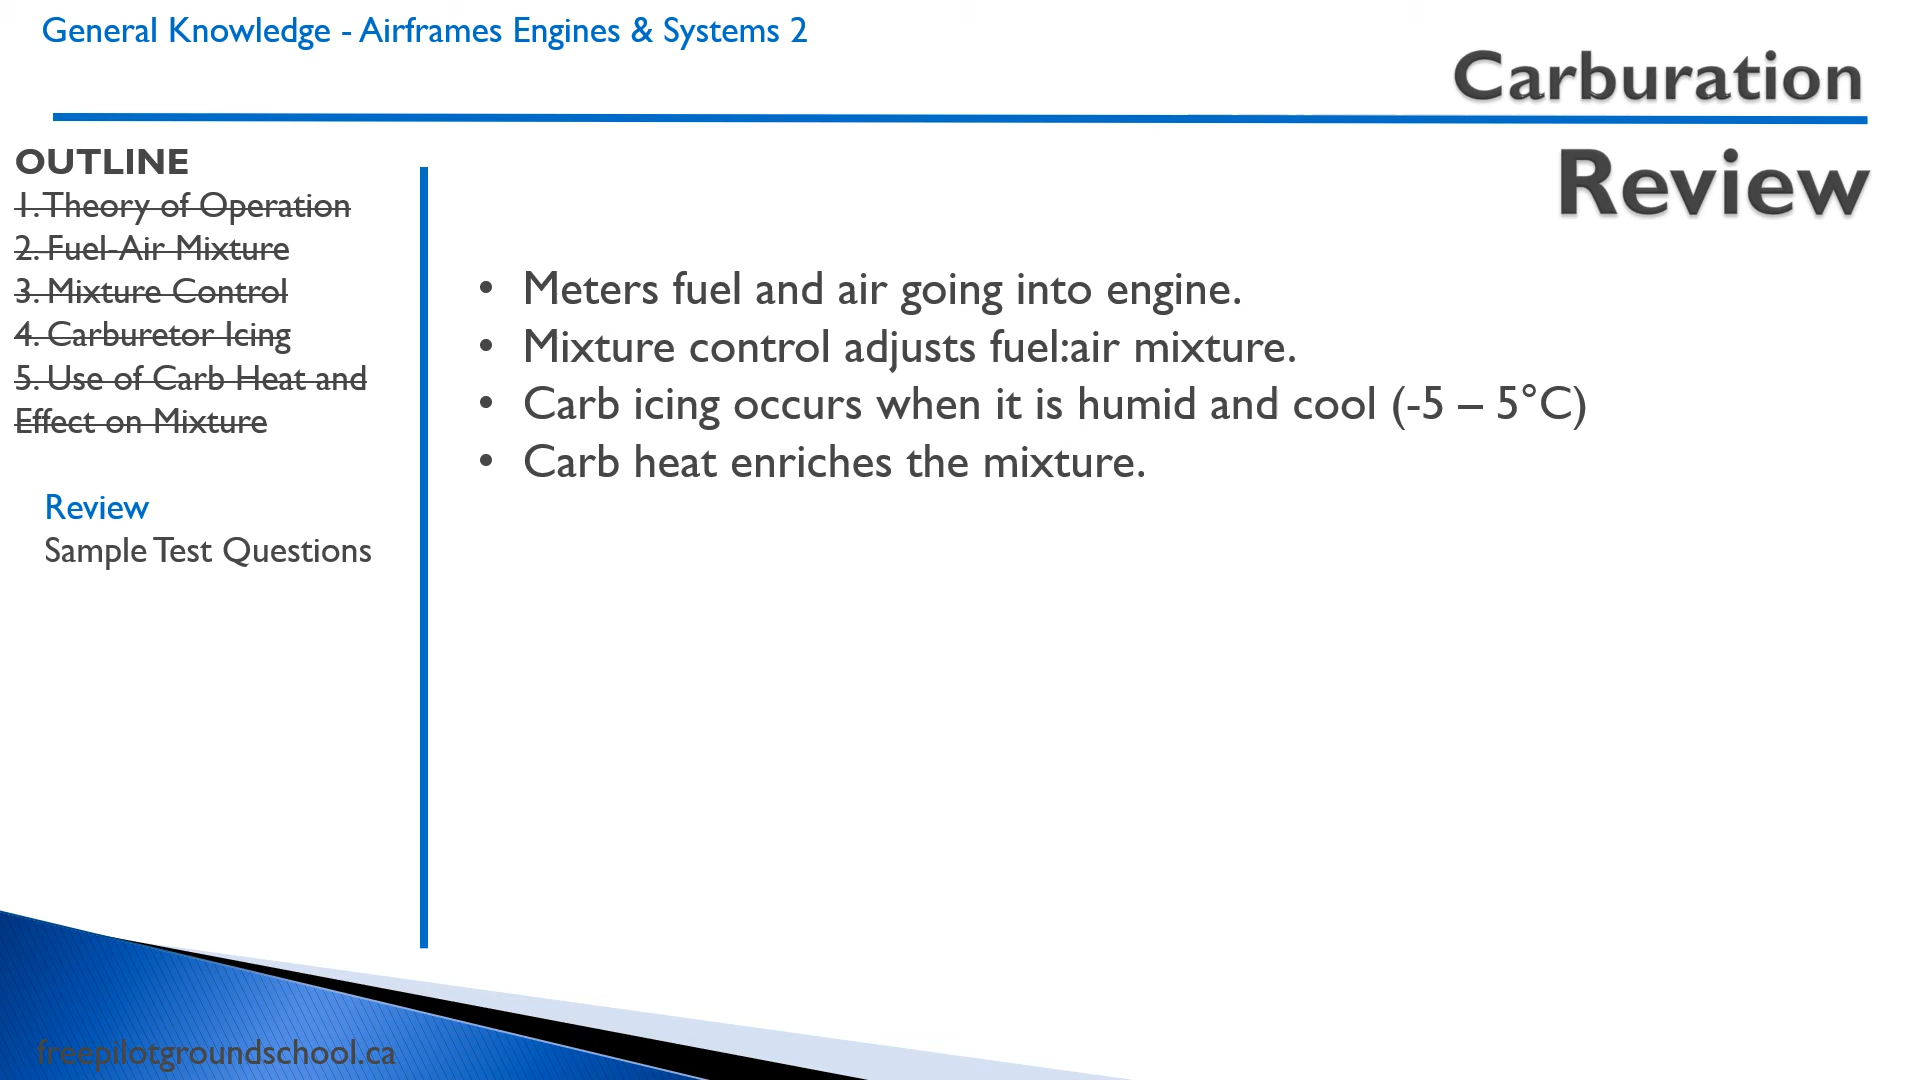 General Knowledge - Airframes Engines & Systems 2
Carburation
OUTLINE
1. Theory of Operation
2. Fuel-Air Mixture
3. Mixture Control
4. Carburetor Icing
5. Use of Carb Heat and
Effect on Mixture
Review
Sample Test Questions
Review
• Meters fuel and air going into engine.
• Mixture control adjusts fuel:air mixture.
• Carb icing occurs when it is humid and cool (-5 – 5°C)
• Carb heat enriches the mixture.
freepilotgroundschool.ca